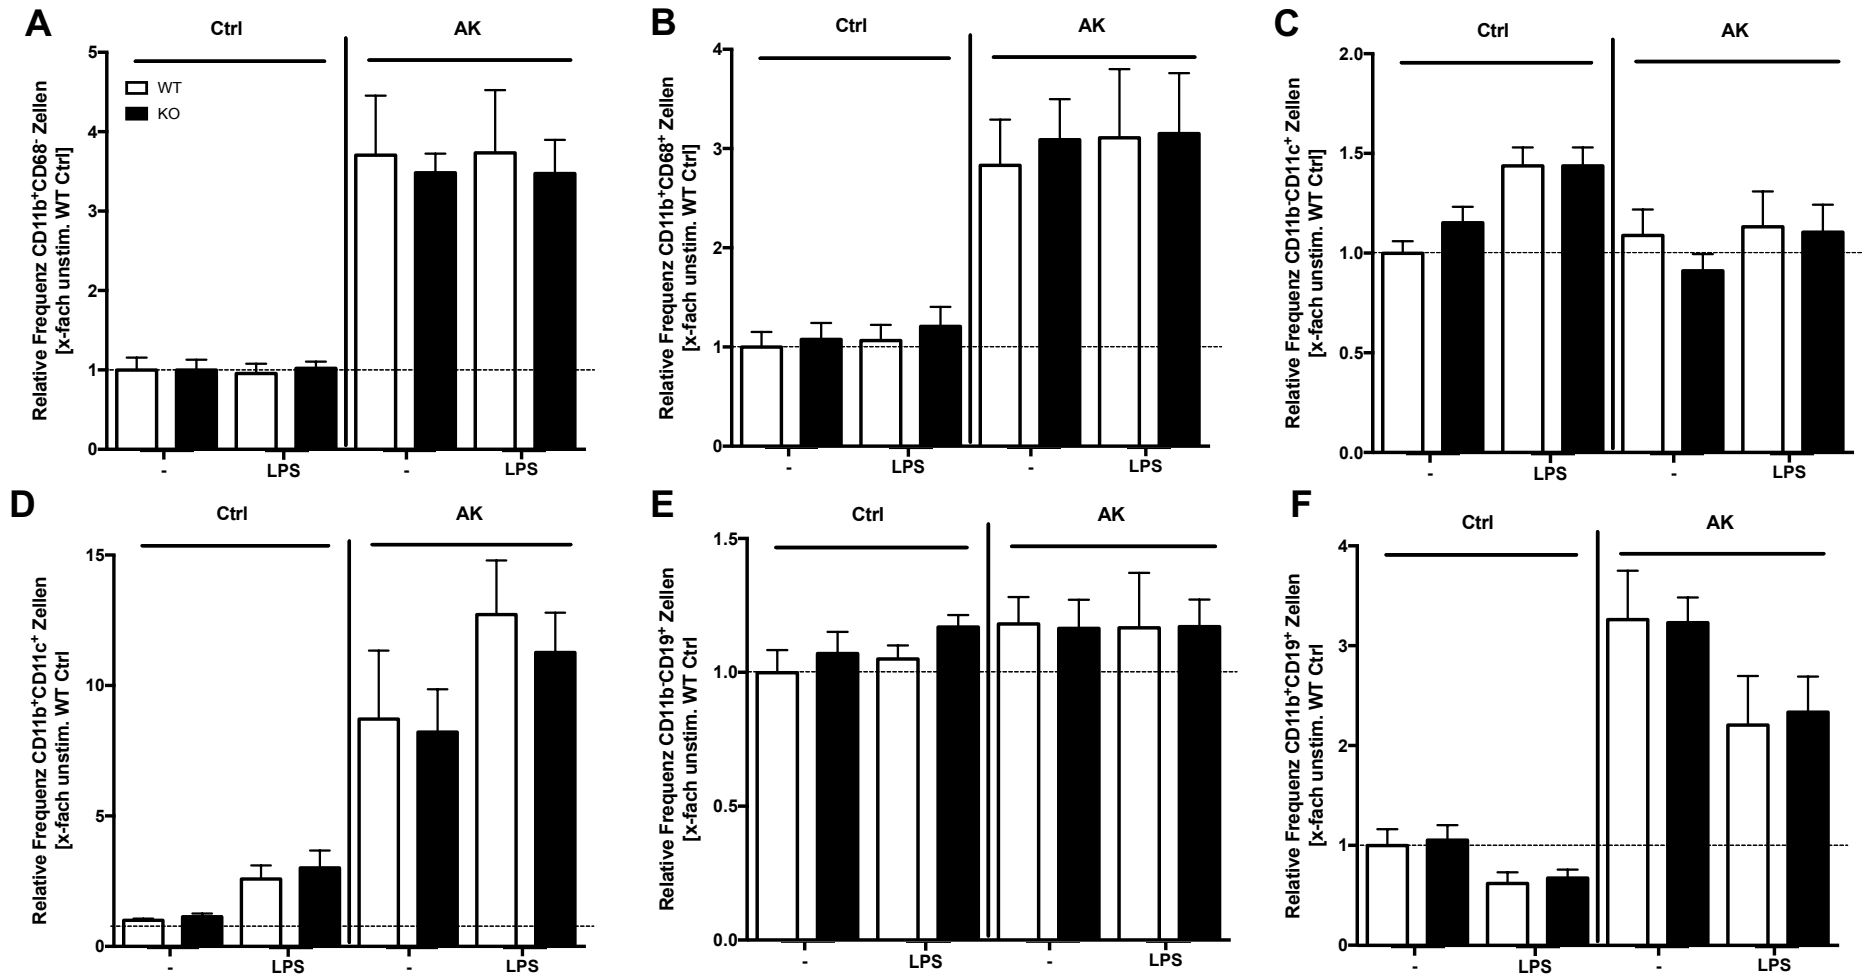 A
Ctrl
AK
Relative Frequenz CD11b⁺CD68⁻ Zellen
[x-fach unstim. WT Ctrl]
5
4
3
2
1
0
WT
KO
-
LPS
-
LPS
B
Ctrl
AK
Relative Frequenz CD11b⁺CD68⁺ Zellen
[x-fach unstim. WT Ctrl]
4
3
2
1
0
-
LPS
-
LPS
C
Ctrl
AK
Relative Frequenz CD11b⁻CD11c⁺ Zellen
[x-fach unstim. WT Ctrl]
2.0
1.5
1.0
0.5
0.0
-
LPS
-
LPS
D
Ctrl
AK
Relative Frequenz CD11b⁺CD11c⁺ Zellen
[x-fach unstim. WT Ctrl
15
10
5
0
-
LPS
-
LPS
E
Ctrl
AK
Relative Frequenz CD11b⁻CD19⁺ Zellen
[x-fach unstim. WT Ctrl
1.5
1.0
0.5
0.0
-
LPS
-
LPS
F
Ctrl
AK
Relative Frequenz CD11b⁺CD19⁺ Zellen
[x-fach unstim. WT Ctrl
4
3
2
1
0
-
LPS
-
LPS